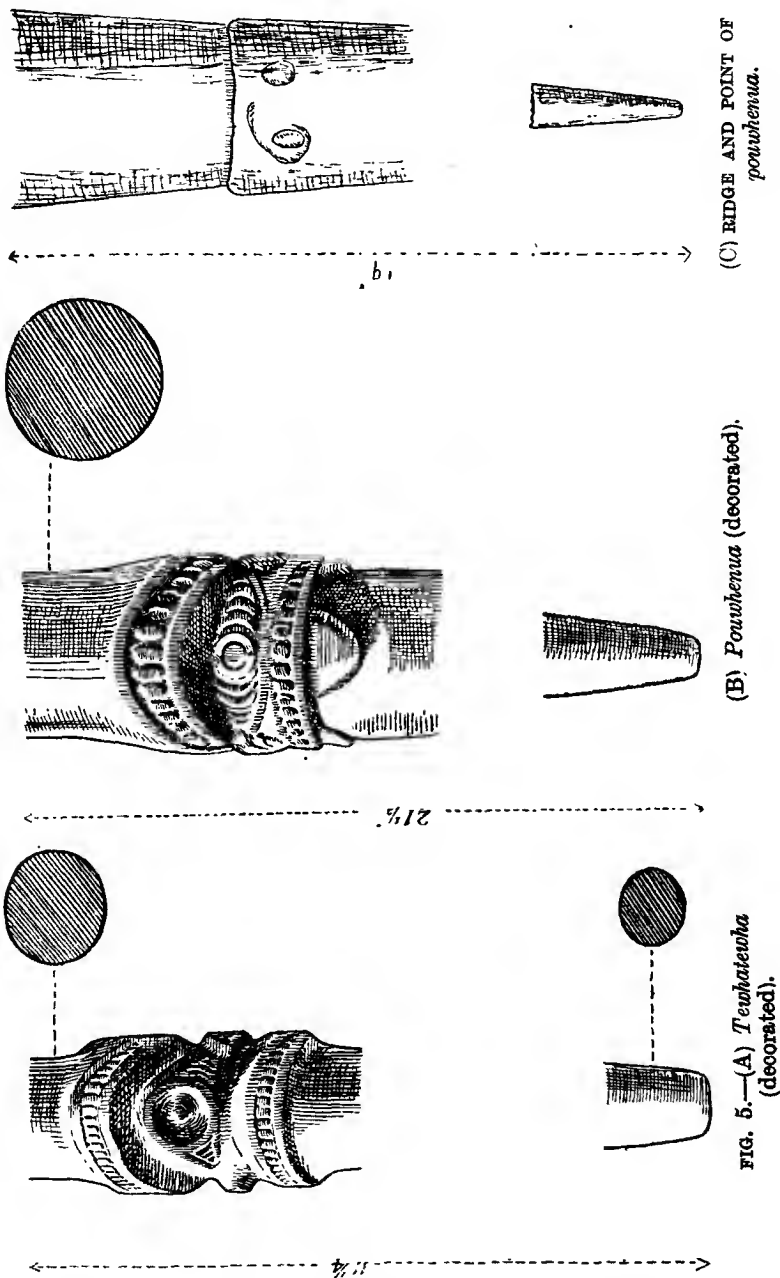 FIG. 5.—(A) Tewhatewha
(decorated).
(B) Pouwhenua (decorated).
21½"
(C) RIDGE AND POINT OF
pouwhenua.